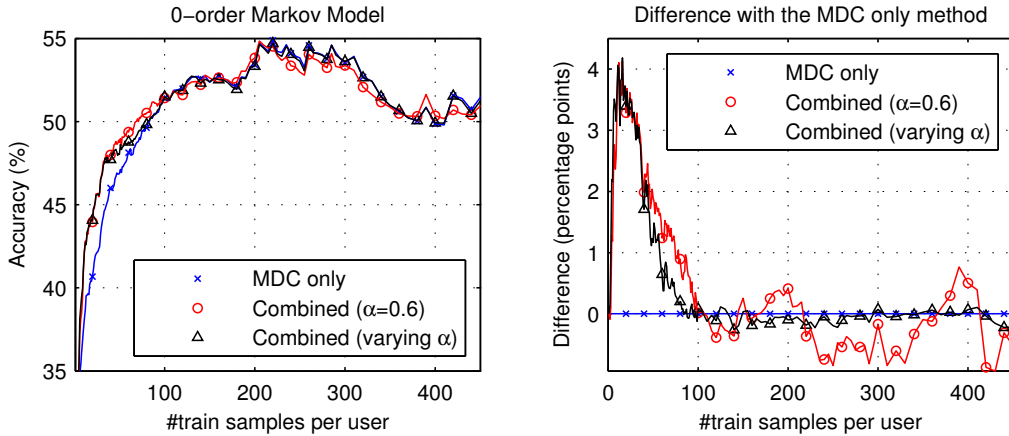 0-order Markov Model
Accuracy (%)
55
50
45
40
35
MDC only
Combined (α=0.6)
Combined (varying α)
100
200
300
400
#train samples per user
Difference with the MDC only method
Difference (percentage points)
4
3
2
1
0
MDC only
Combined (α=0.6)
Combined (varying α)
0
100
200
300
400
#train samples per user